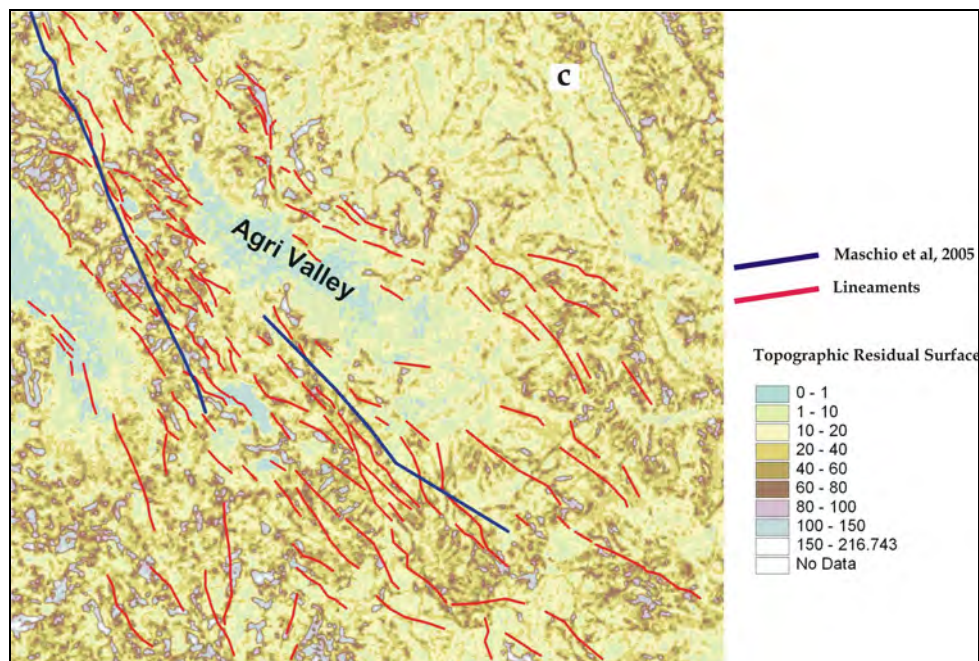 c
Agri Valley
Maschio et al, 2005
Lineaments
Topographic Residual Surface
0 - 1
1 - 10
10 - 20
20 - 40
40 - 60
60 - 80
80 - 100
100 - 150
150 - 216.743
No Data